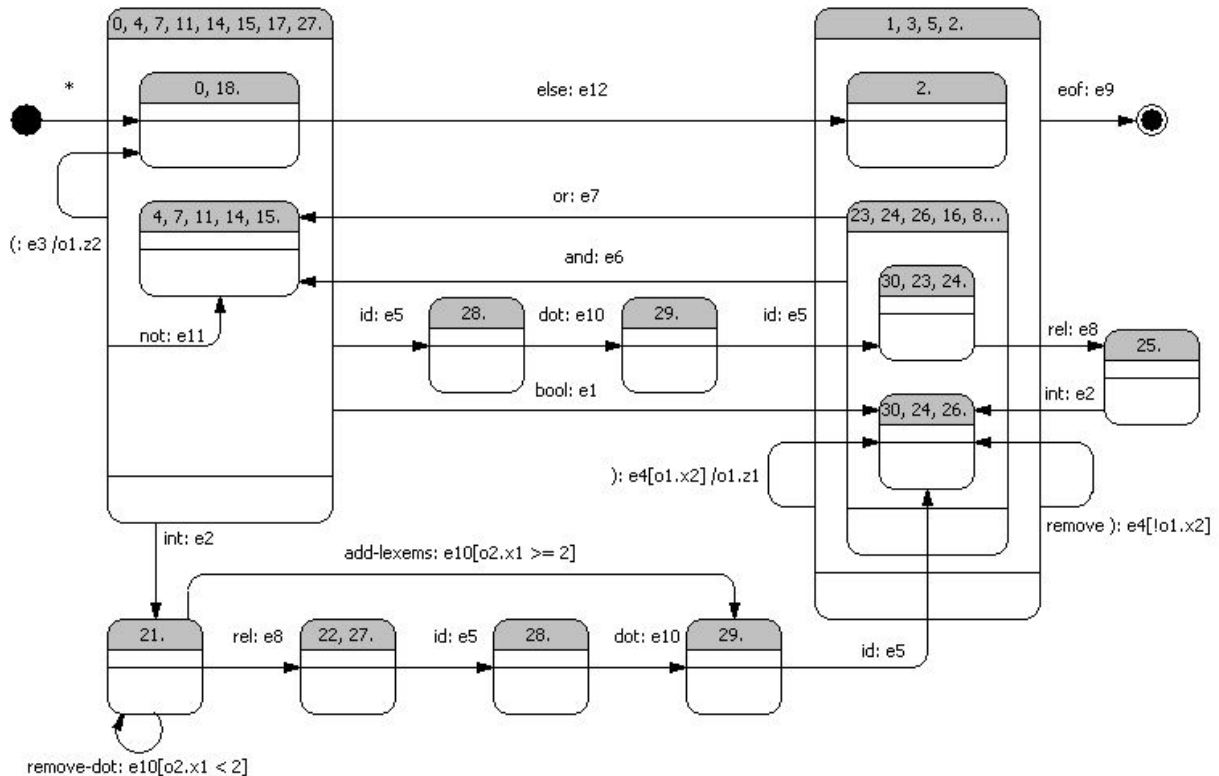 0, 4, 7, 11, 14, 15, 17, 27.
1, 3, 5, 2.
*
0, 18.
else: e12
2.
eof: e9
or: e7
4, 7, 11, 14, 15.
23, 24, 26, 16, 8...
(: e3 /o1.z2
and: e6
30, 23, 24.
id: e5
28.
dot: e10
29.
id: e5
rel: e8
25.
not: e11
bool: e1
int: e2
30, 24, 26.
): e4[o1.x2] /o1.z1
remove ): e4[!o1.x2]
int: e2
add-lexems: e10[o2.x1 >= 2]
21.
rel: e8
22, 27.
id: e5
28.
dot: e10
29.
id: e5
remove-dot: e10[o2.x1 < 2]